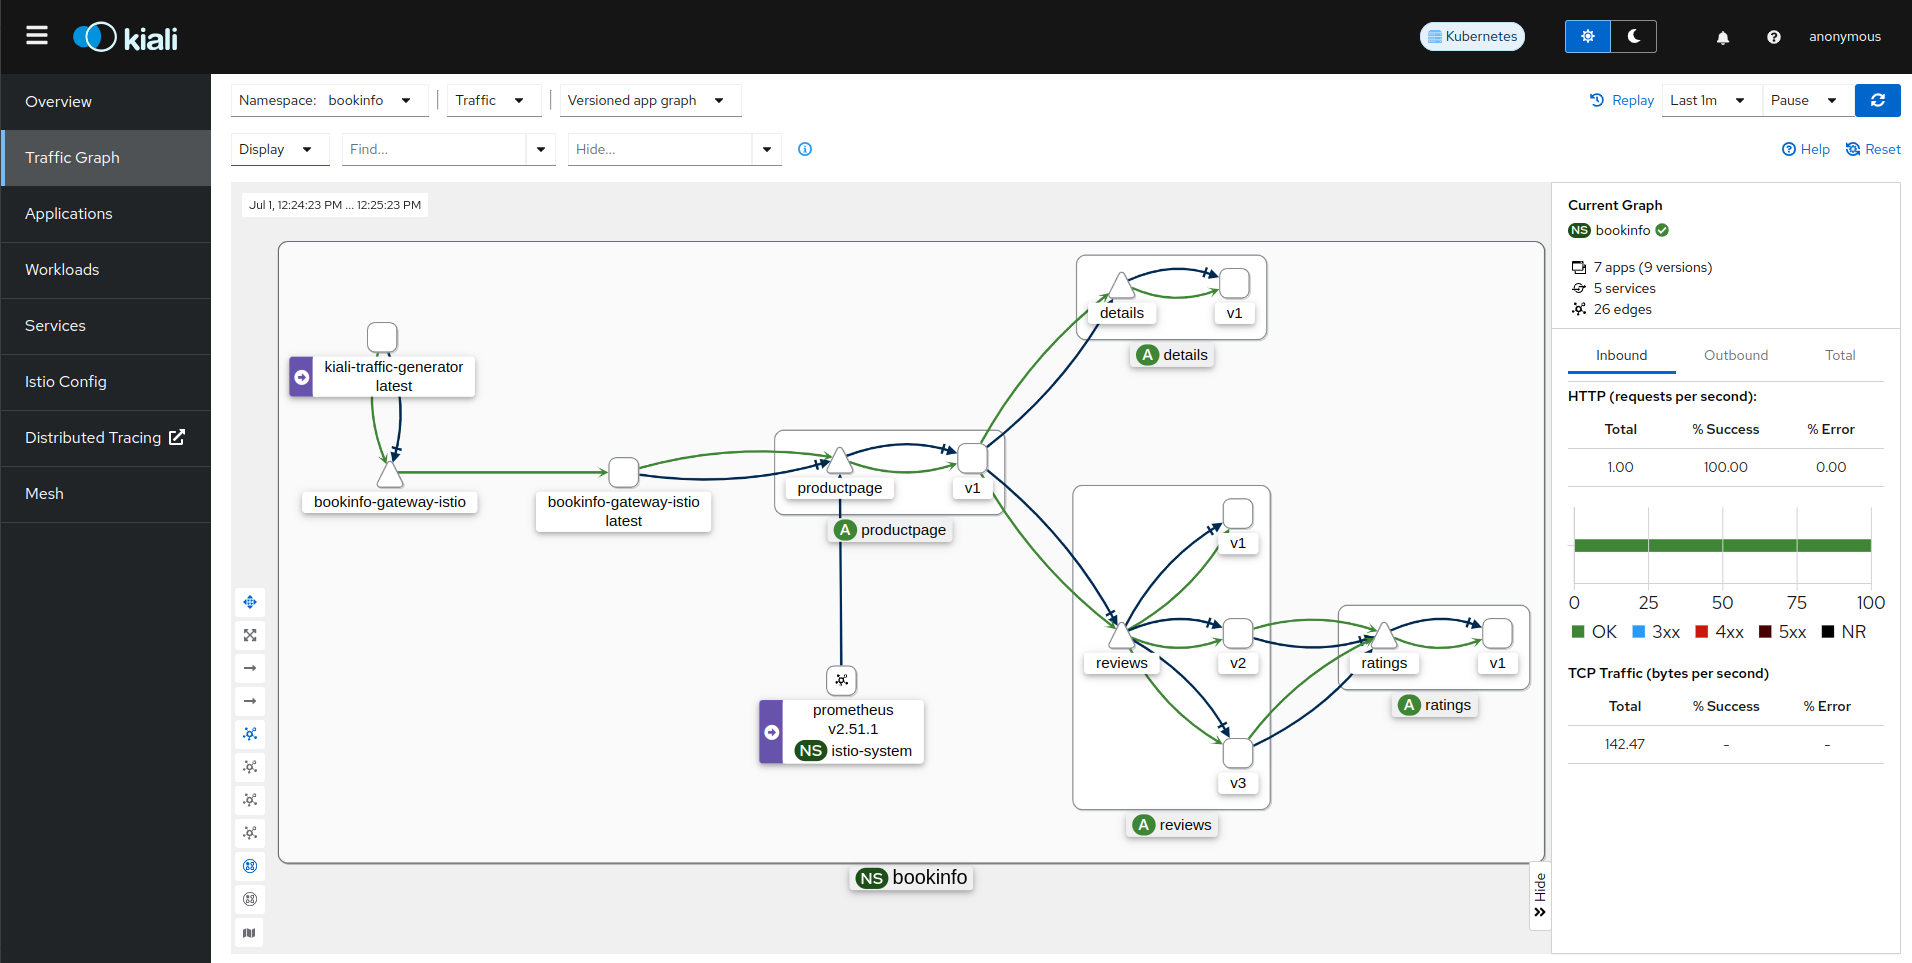 kiali
Kubernetes
anonymous
Overview
Traffic Graph
Applications
Workloads
Services
Istio Config
Distributed Tracing
Mesh
Namespace: bookinfo
Traffic
Versioned app graph
Replay
Last 1m
Pause
Display
Find...
Hide...
Help
Reset
Jul 1, 12:24:23 PM ... 12:25:23 PM
kiali-traffic-generator
latest
bookinfo-gateway-istio
bookinfo-gateway-istio
latest
productpage
v1
A productpage
details
v1
A details
prometheus
v2.51.1
NS istio-system
reviews
v1
v2
v3
A reviews
ratings
v1
A ratings
NS bookinfo
Hide
Current Graph
NS bookinfo
7 apps (9 versions)
5 services
26 edges
Inbound Outbound Total
HTTP (requests per second):
Total % Success % Error
1.00 100.00 0.00
0 25 50 75 100
OK 3xx 4xx 5xx NR
TCP Traffic (bytes per second)
Total % Success % Error
142.47 - -